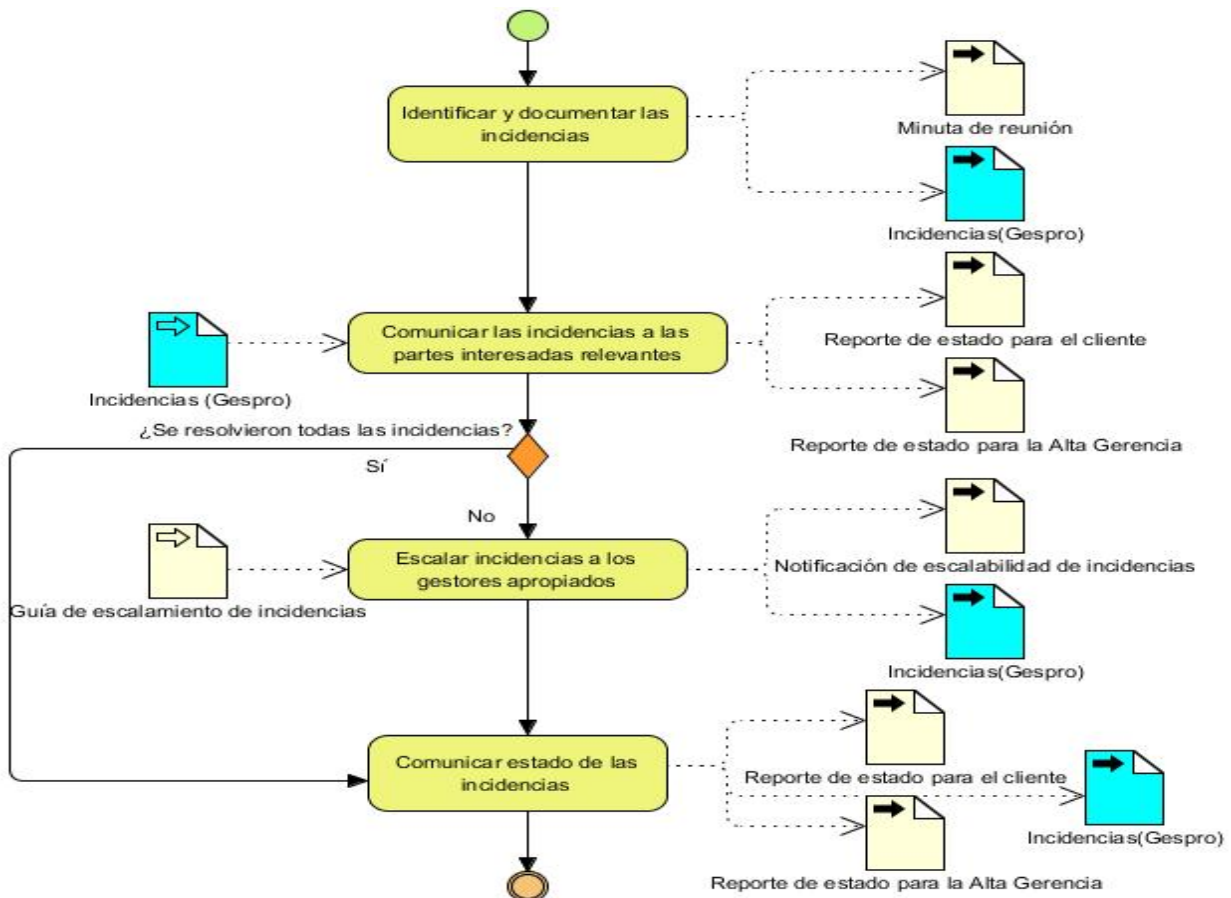 Identificar y documentar las
incidencias
Minuta de reunión
Incidencias(Gespro)
Comunicar las incidencias a las
partes interesadas relevantes
Reporte de estado para el cliente
Incidencias (Gespro)
Reporte de estado para la Alta Gerencia
¿Se resolvieron todas las incidencias?
Sí
No
Escalar incidencias a los
gestores apropiados
Notificación de escalabilidad de incidencias
Guía de escalamiento de incidencias
Incidencias(Gespro)
Comunicar estado de las
incidencias
Reporte de estado para el cliente
Incidencias(Gespro)
Reporte de estado para la Alta Gerencia